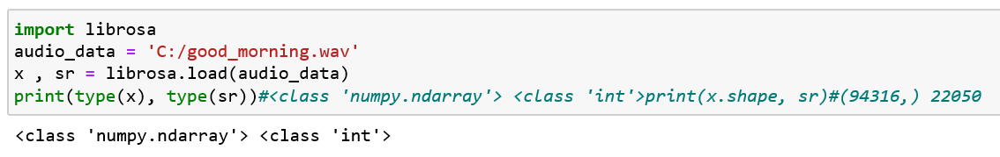 import librosa
audio_data = 'C:/good_morning.wav'
x , sr = librosa.load(audio_data)
print(type(x), type(sr))#<class 'numpy.ndarray'> <class 'int'>print(x.shape, sr)#(94316,) 22050
<class 'numpy.ndarray'> <class 'int'>